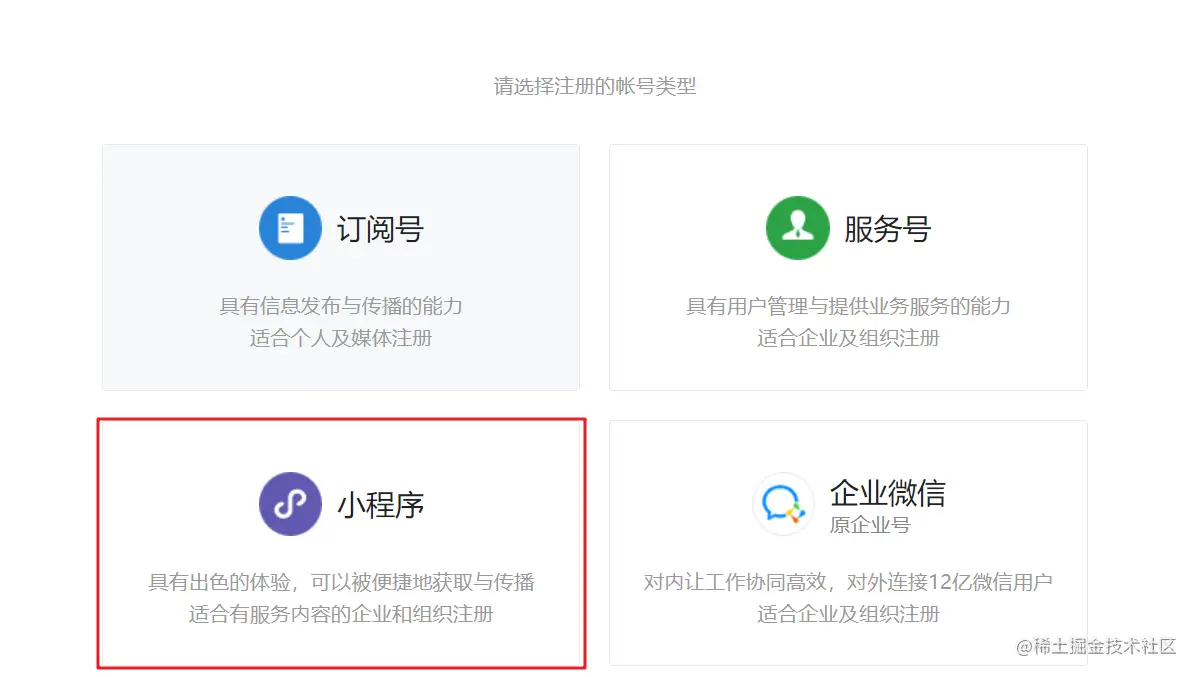 请选择注册的帐号类型
订阅号
具有信息发布与传播的能力
适合个人及媒体注册
服务号
具有用户管理与提供业务服务的能力
适合企业及组织注册
小程序
具有出色的体验，可以被便捷地获取与传播
适合有服务内容的企业和组织注册
企业微信
原企业号
对内让工作协同高效，对外连接12亿微信用户
适合企业及组织注册
@稀土掘金技术社区